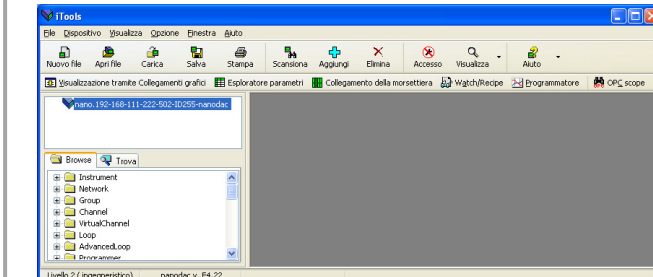 iTools
File Dispositivo Visualizza Opzione Finestra Aiuto
Nuovo file Apri file Carica Salva Stampa Scansiona Aggiungi Elimina Accesso Visualizza Aiuto
Visualizzazione tramite Collegamenti grafici Esploratore parametri Collegamento della morsettiera Watch/Recipe Programmatore OPC scope
nano.192-168-111-222-502-ID255-nanodac
Browse Trova
Instrument
Network
Group
Channel
VirtualChannel
Loop
AdvancedLoop
Programmer
Livello 2 ( ingegneristico) nanodac v. E4.22